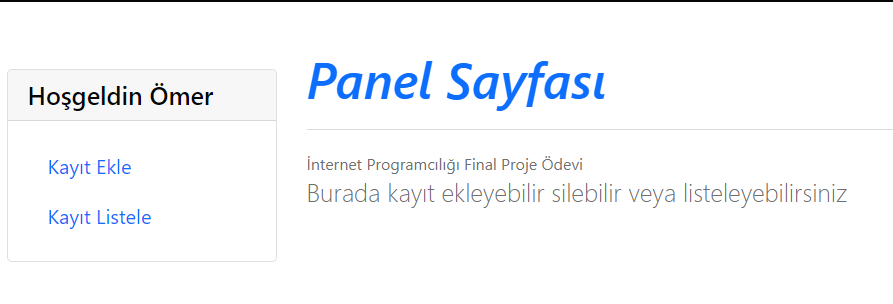 Hoşgeldin Ömer
Kayıt Ekle
Kayıt Listele
Panel Sayfası
İnternet Programcılığı Final Proje Ödevi
Burada kayıt ekleyebilir silebilir veya listeleyebilirsiniz